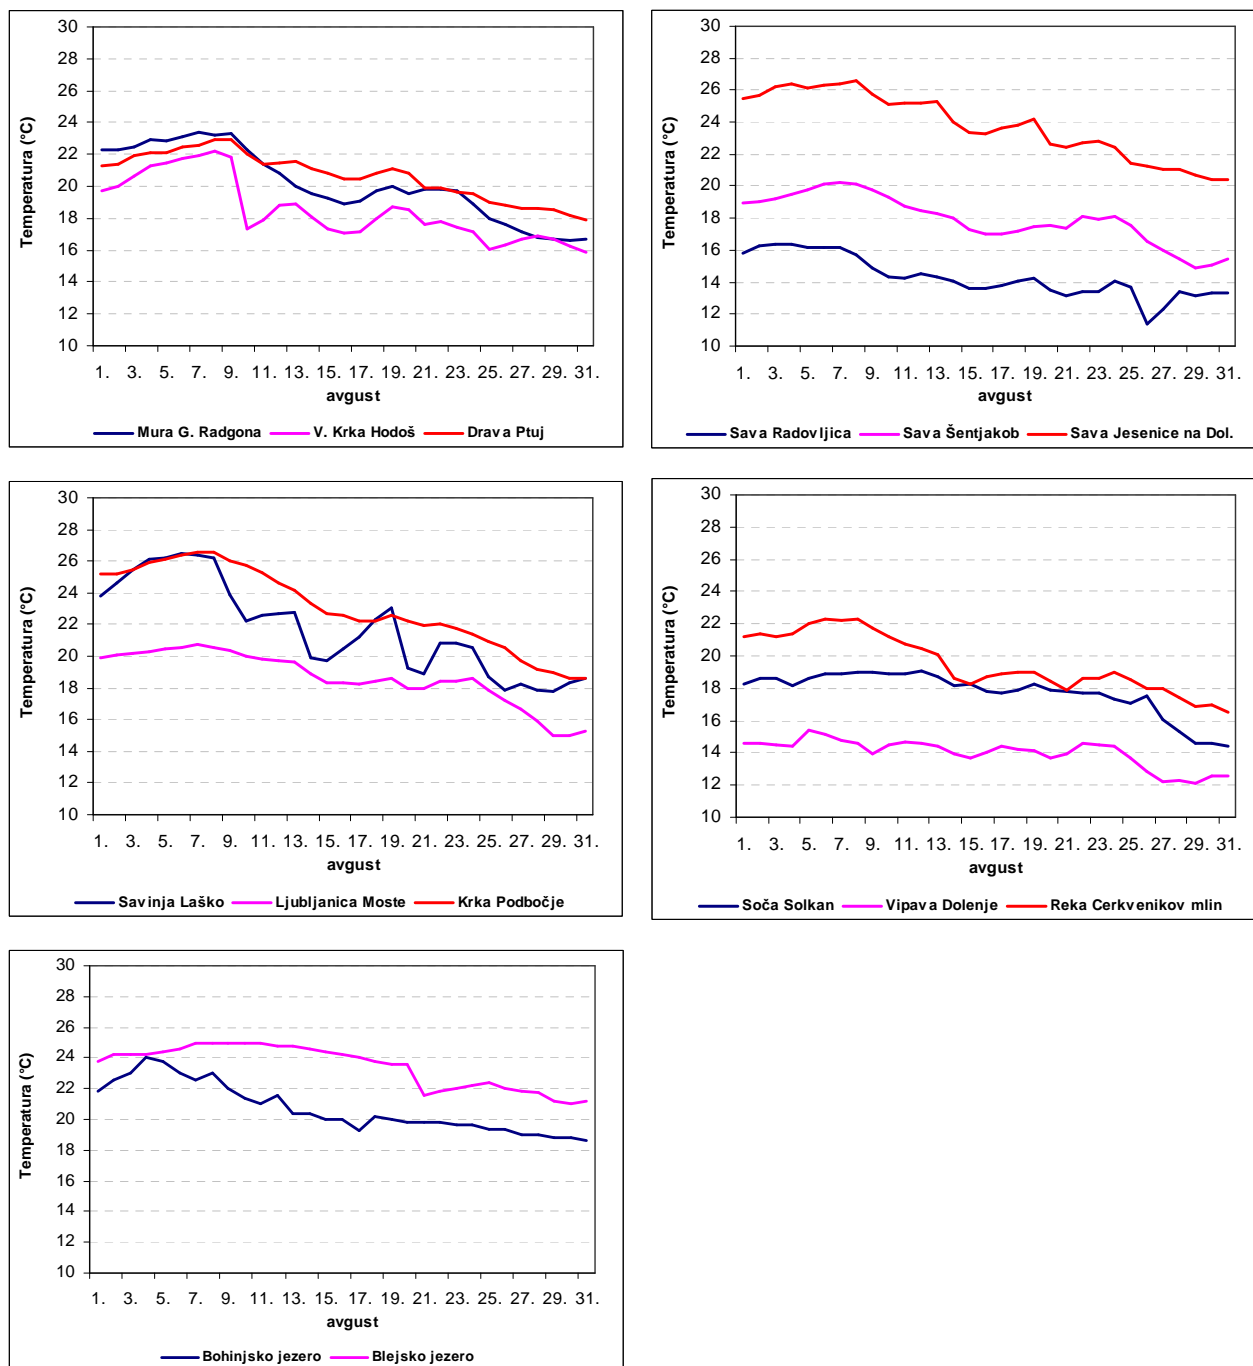 30
28
26
24
22
20
18
16
14
12
10
Temperatura (°C)
1. 3. 5. 7. 9. 11. 13. 15. 17. 19. 21. 23. 25. 27. 29. 31.
avgust
Mura G. Radgona V. Krka Hodoš Drava Ptuj
30
28
26
24
22
20
18
16
14
12
10
Temperatura (°C)
1. 3. 5. 7. 9. 11. 13. 15. 17. 19. 21. 23. 25. 27. 29. 31.
avgust
Sava Radovljica Sava Šentjakob Sava Jesenice na Dol.
30
28
26
24
22
20
18
16
14
12
10
Temperatura (°C)
1. 3. 5. 7. 9. 11. 13. 15. 17. 19. 21. 23. 25. 27. 29. 31.
avgust
Savinja Laško Ljubljanica Moste Krka Podbočje
30
28
26
24
22
20
18
16
14
12
10
Temperatura (°C)
1. 3. 5. 7. 9. 11. 13. 15. 17. 19. 21. 23. 25. 27. 29. 31.
avgust
Soča Solkan Vipava Dolenje Reka Cerkvenikov mlin
30
28
26
24
22
20
18
16
14
12
10
Temperatura (°C)
1. 3. 5. 7. 9. 11. 13. 15. 17. 19. 21. 23. 25. 27. 29. 31.
avgust
Bohinjsko jezero Blejsko jezero